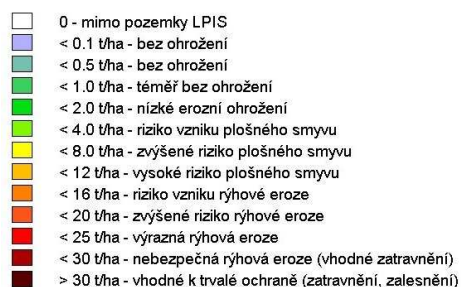 0 - mimo pozemky LPIS
< 0.1 t/ha - bez ohrožení
< 0.5 t/ha - bez ohrožení
< 1.0 t/ha - téměř bez ohrožení
< 2.0 t/ha - nízké erozní ohrožení
< 4.0 t/ha - riziko vzniku plošného smyvu
< 8.0 t/ha - zvýšené riziko plošného smyvu
< 12 t/ha - vysoké riziko plošného smyvu
< 16 t/ha - riziko vzniku rýhové eroze
< 20 t/ha - zvýšené riziko rýhové eroze
< 25 t/ha - výrazná rýhová eroze
< 30 t/ha - nebezpečná rýhová eroze (vhodné zatravnění)
> 30 t/ha - vhodné k trvalé ochraně (zatravnění, zalesnění)